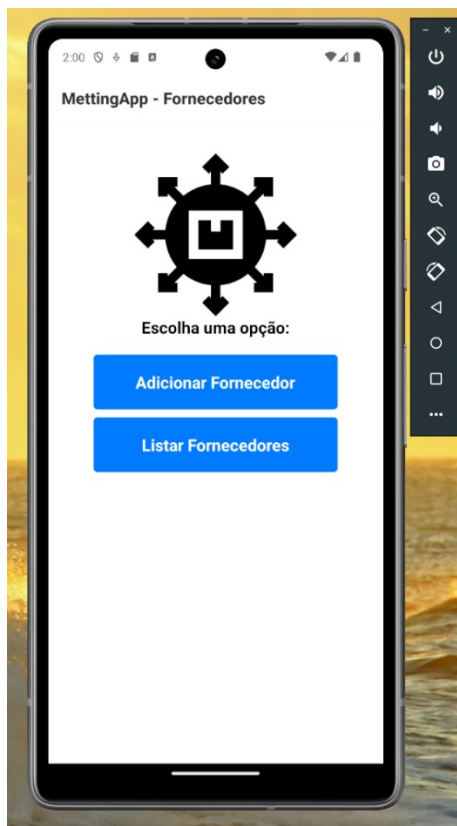 2:00
MettingApp - Fornecedores
Escolha uma opção:
Adicionar Fornecedor
Listar Fornecedores